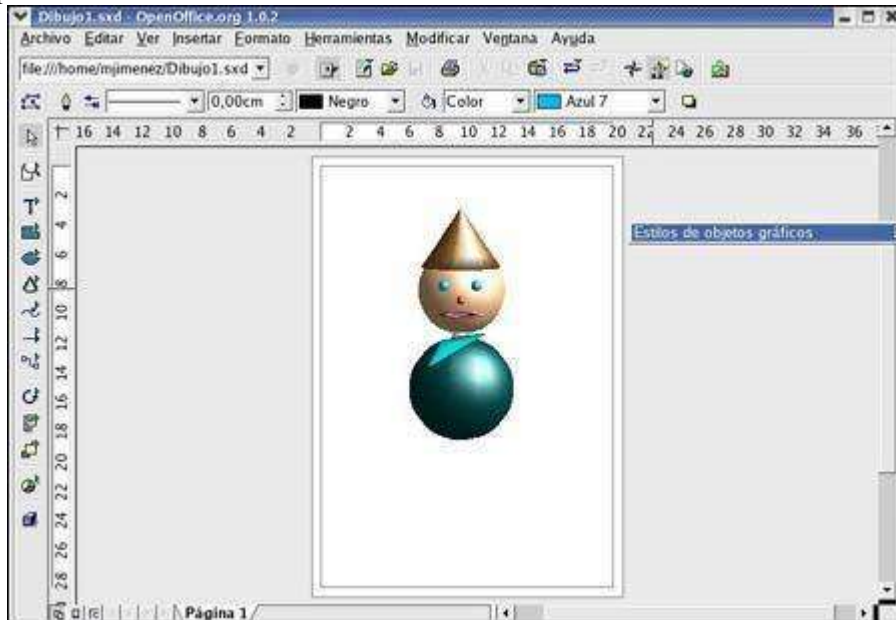 Dibujo1.sxd - OpenOffice.org 1.0.2
Archivo Editar Ver Insertar Formato Herramientas Modificar Ventana Ayuda
file:///home/mjimenez/Dibujo1.sxd
0,00cm Negro Color Azul 7
16 14 12 10 8 6 4 2 2 4 6 8 10 12 14 16 18 20 22 24 26 28 30 32 34 36
2
4
Estilos de objetos gráficos
6
8
10
12
14
16
18
20
22
24
26
28
Página 1